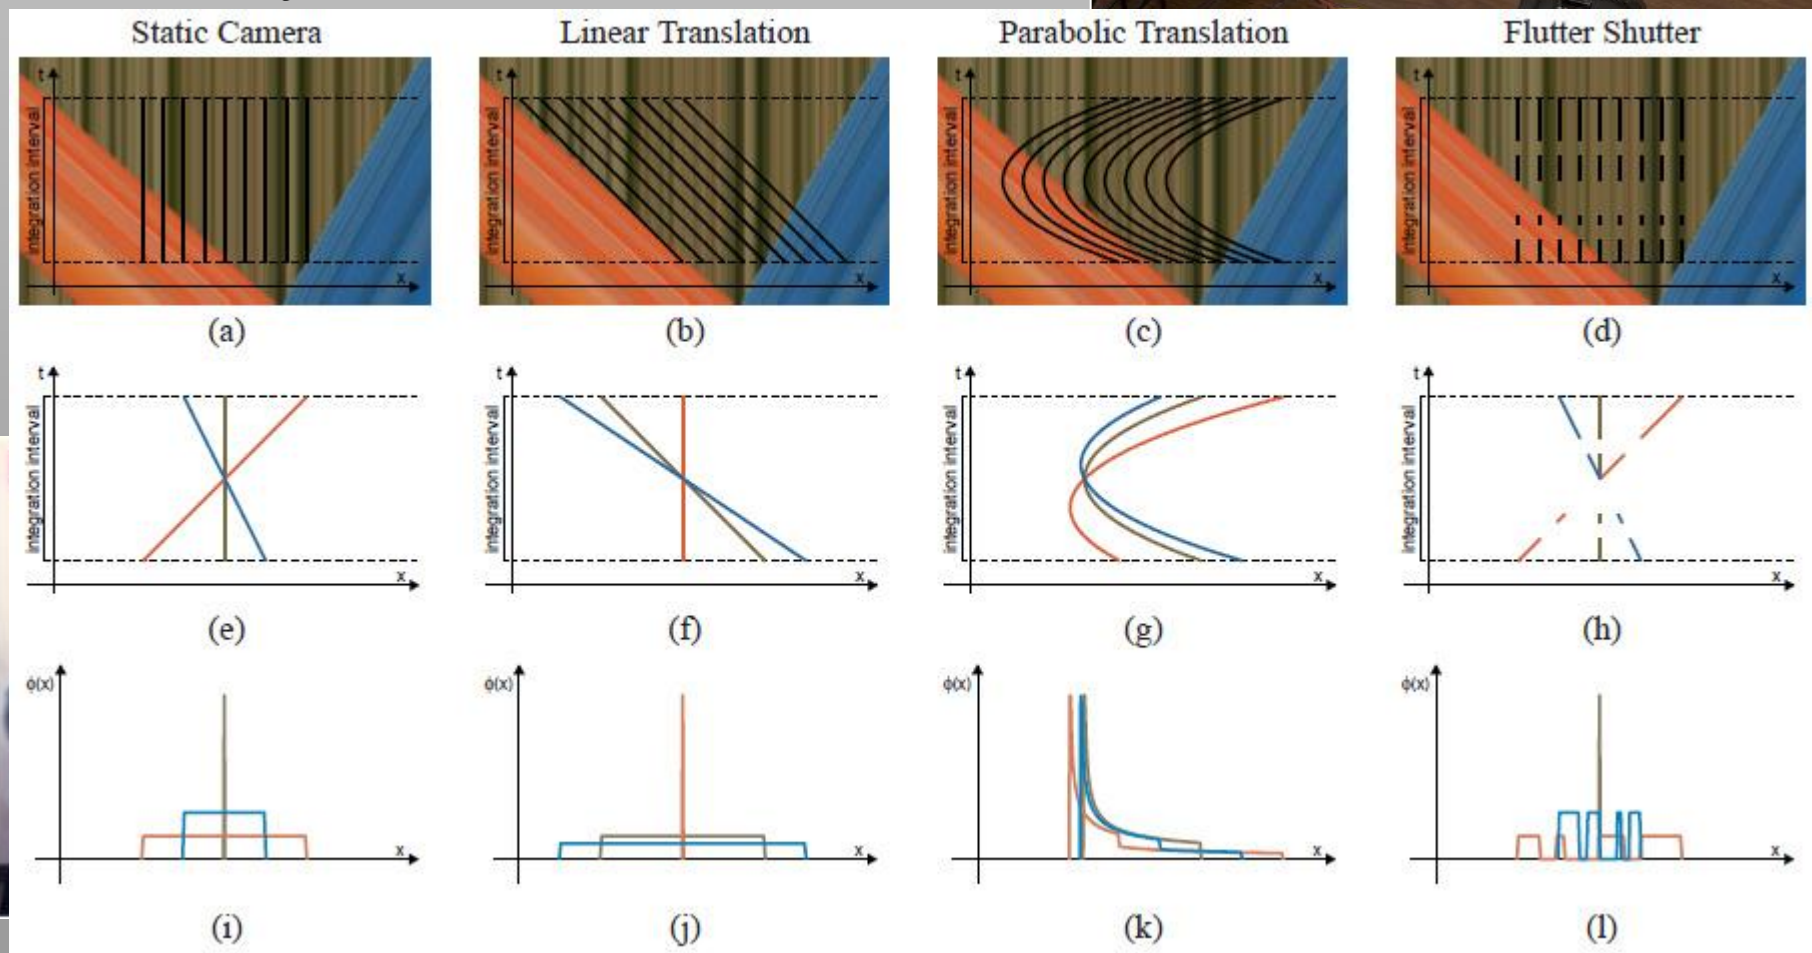 Static Camera
Linear Translation
Parabolic Translation
Flutter Shutter
t
integration interval
x
t
integration interval
x
t
integration interval
x
t
integration interval
x
(a)
(b)
(c)
(d)
t
integration interval
x
t
integration interval
x
t
integration interval
x
t
integration interval
x
(e)
(f)
(g)
(h)
ϕ(x)
x
ϕ(x)
x
ϕ(x)
x
ϕ(x)
x
(i)
(j)
(k)
(l)